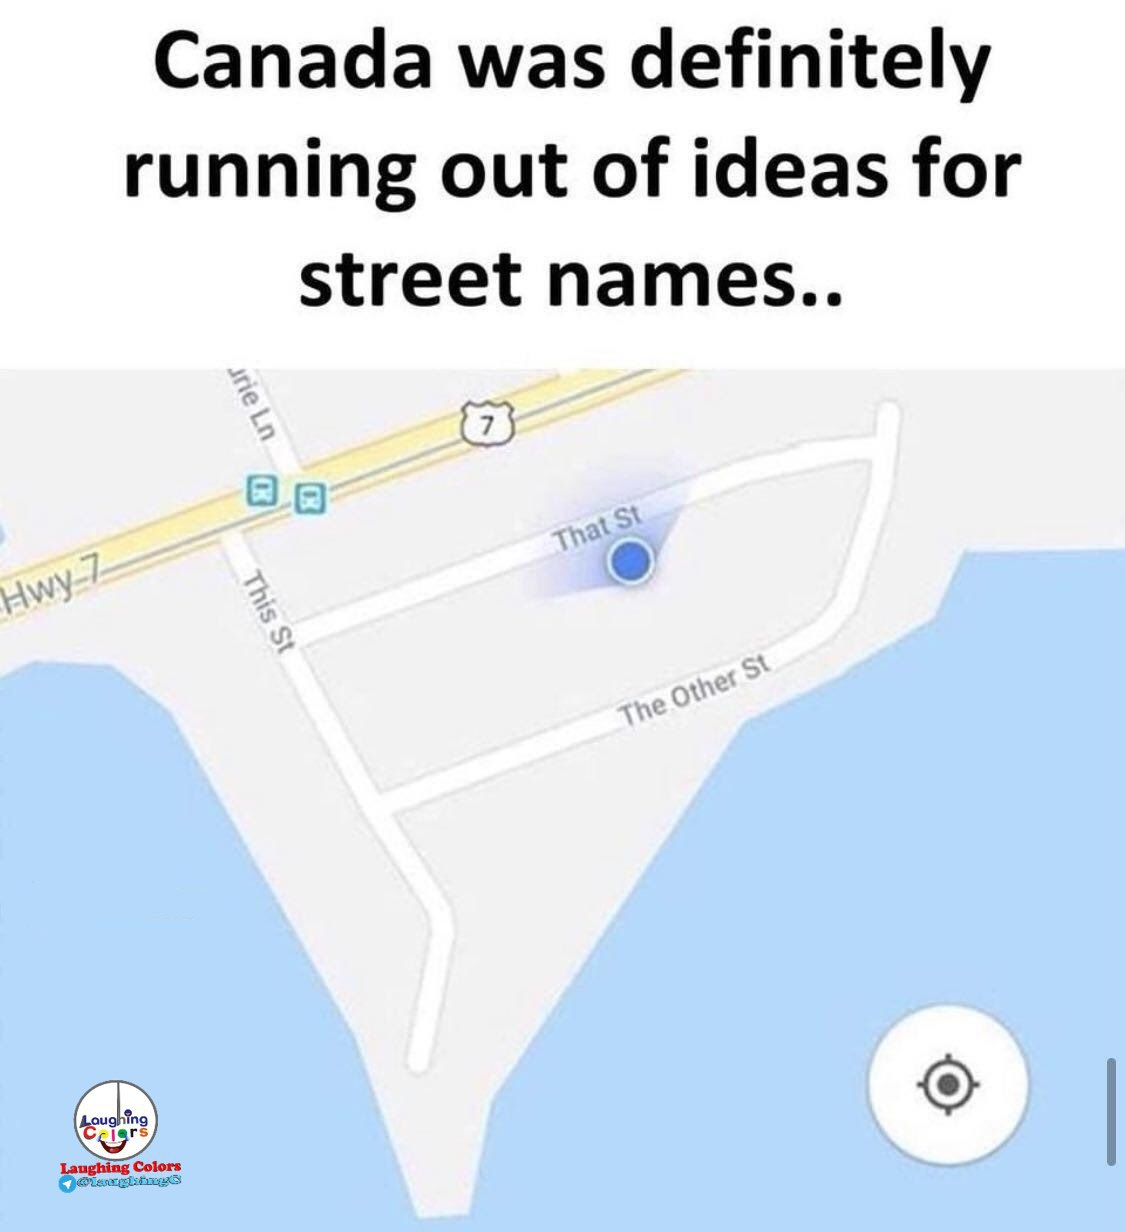 Canada was definitely
running out of ideas for
street names..
urie Ln
7
Hwy 7
That St
This St
The Other St
Laughing
Colors
Laughing Colors
@laughingC